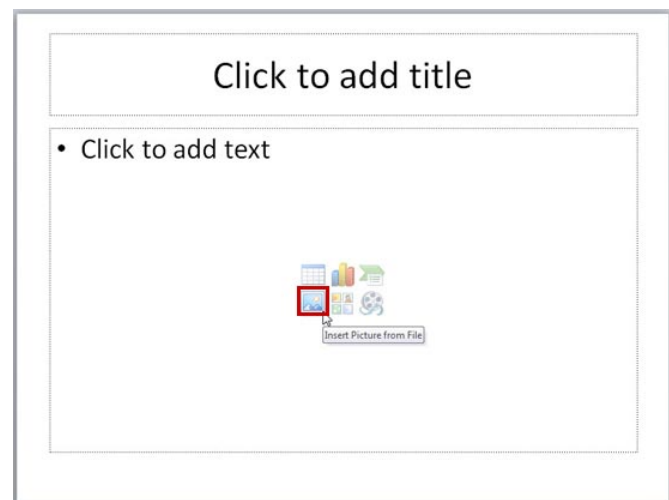 Click to add title
• Click to add text
Insert Picture from File